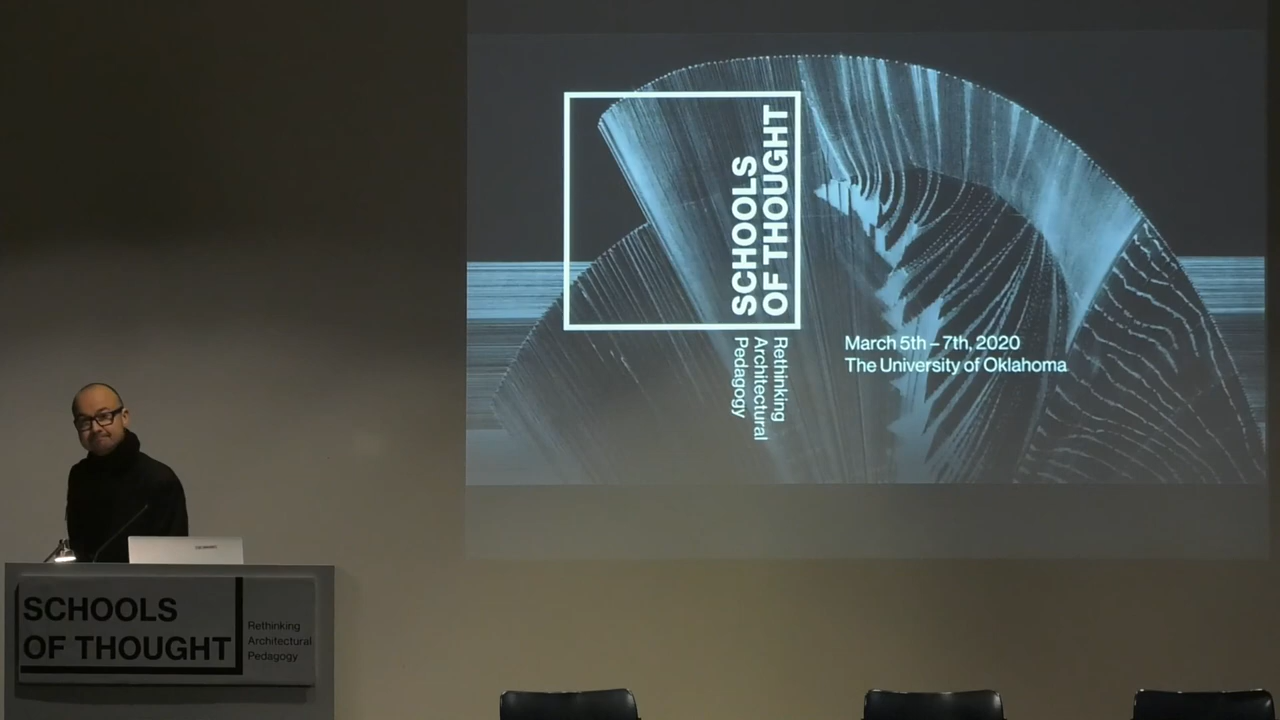 SCHOOLS
OF THOUGHT
Rethinking
Architectural
Pedagogy
March 5th – 7th, 2020
The University of Oklahoma
SCHOOLS
OF THOUGHT
Rethinking
Architectural
Pedagogy